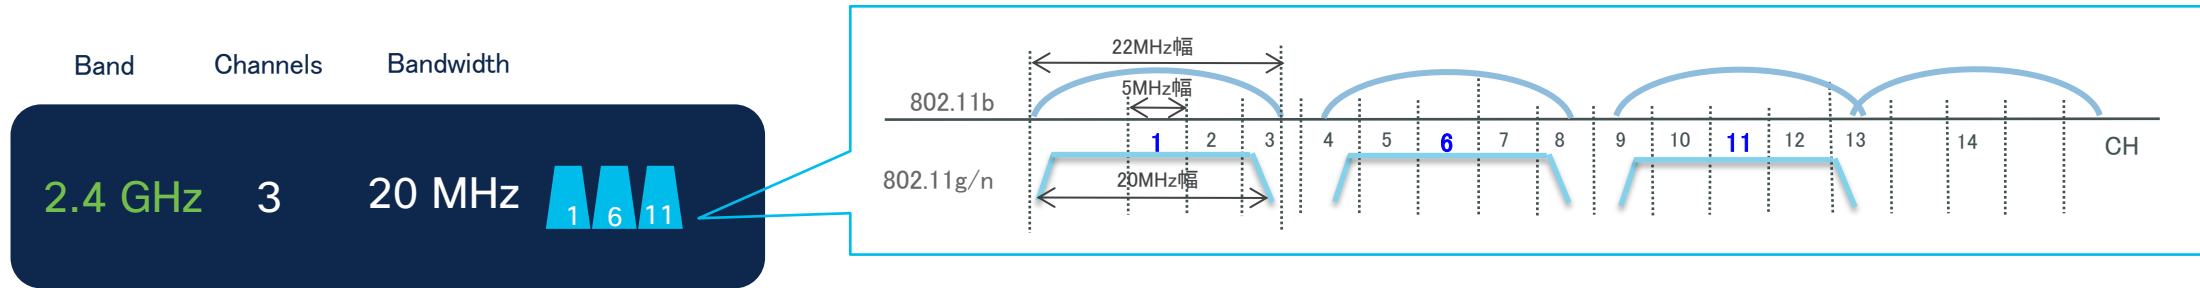 Band Channels Bandwidth
2.4 GHz 3 20 MHz 1 6 11
22MHz幅
5MHz幅
802.11b
1 2 3 4 5 6 7 8 9 10 11 12 13 14 CH
802.11g/n
20MHz幅